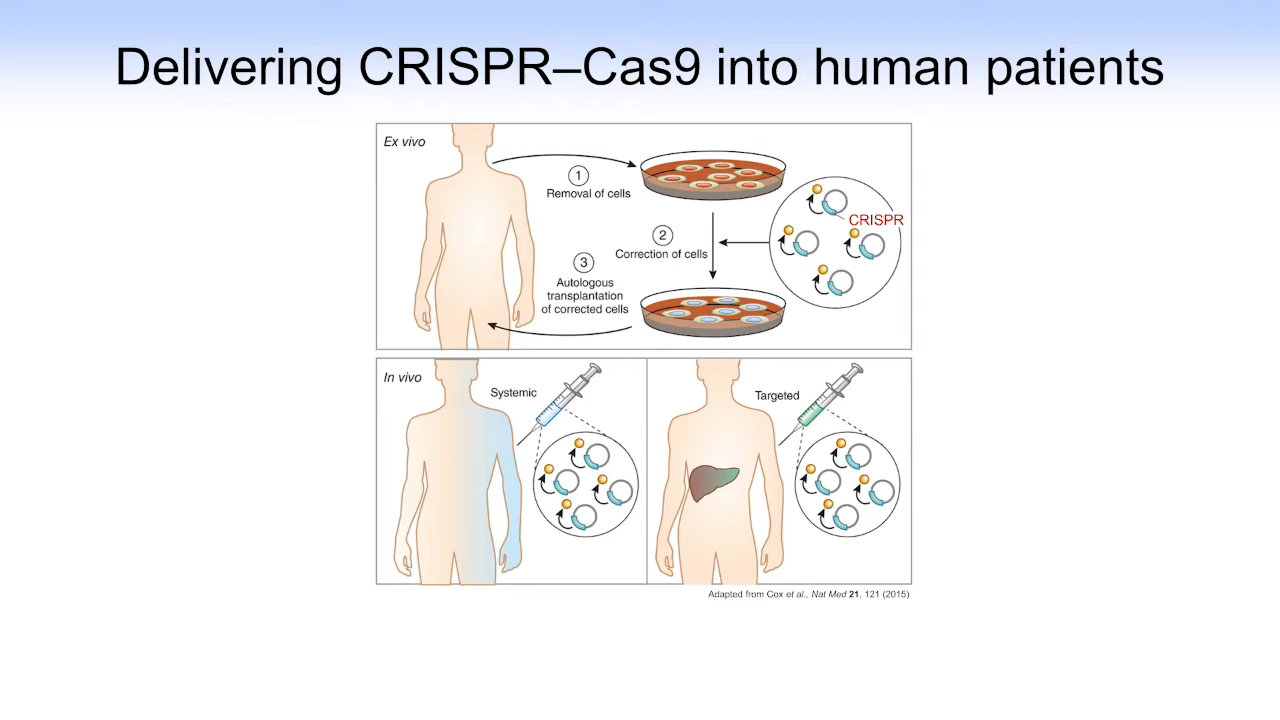 Delivering CRISPR–Cas9 into human patients
Ex vivo
1
Removal of cells
CRISPR
2
Correction of cells
3
Autologous
transplantation
of corrected cells
In vivo
Systemic
Targeted
Adapted from Cox et al., Nat Med 21, 121 (2015)